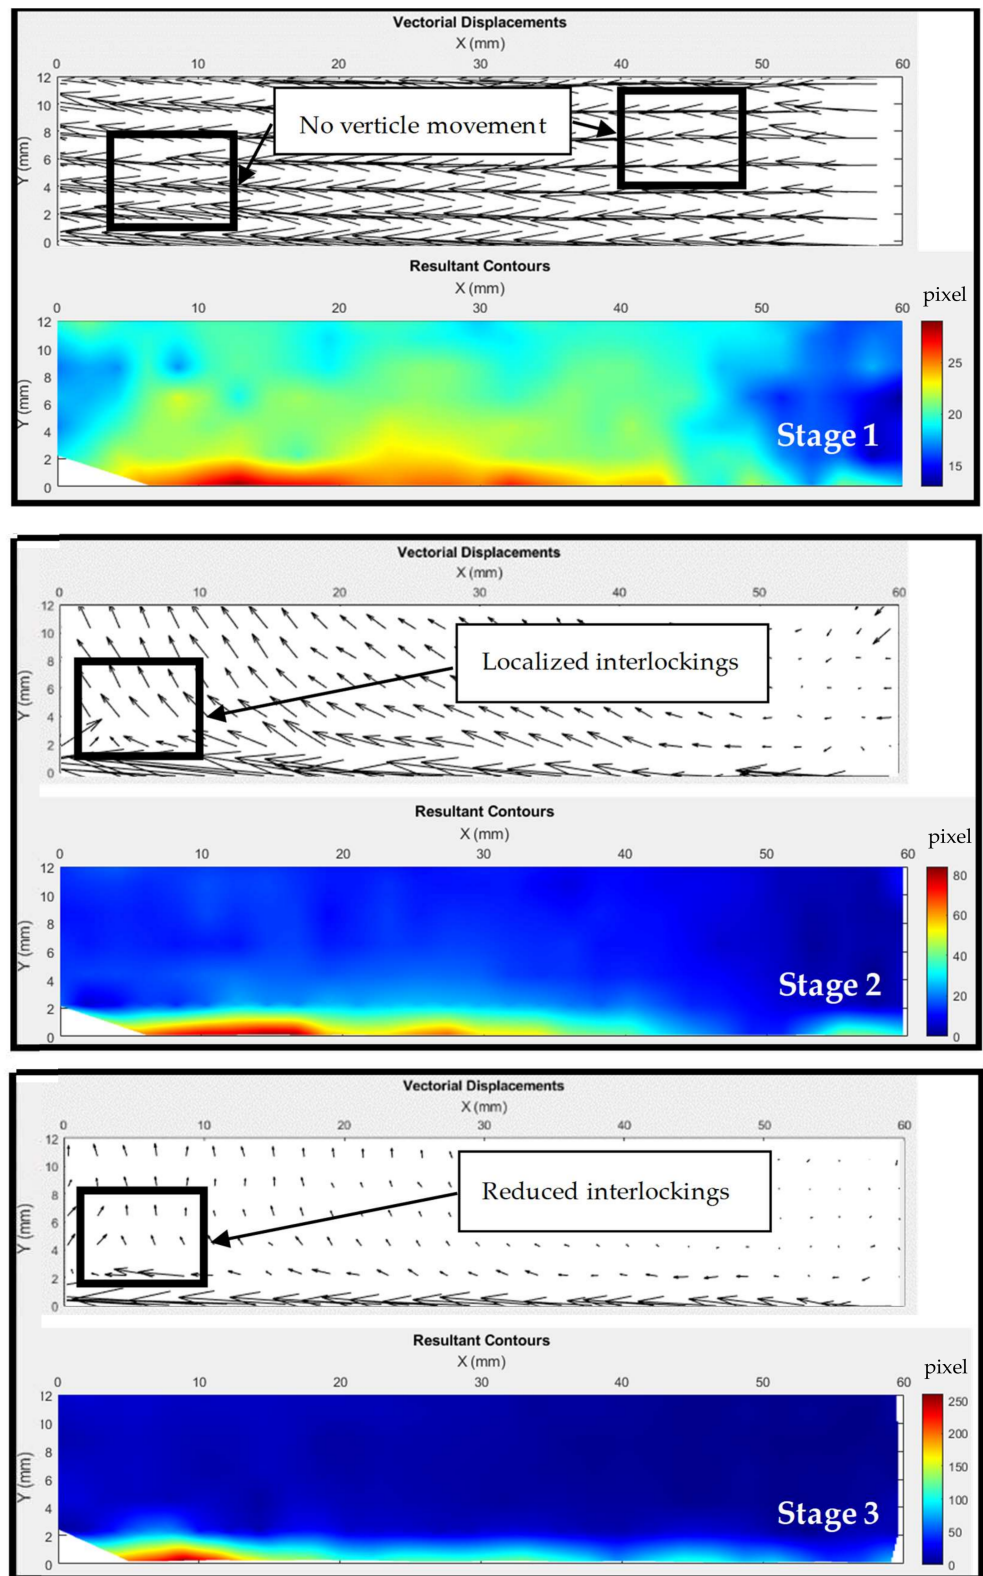 Vectorial Displacements
X (mm)
0 10 20 30 40 50 60
12
10
8
6
4
2
0
Y (mm)
No verticle movement
Resultant Contours
X (mm)
0 10 20 30 40 50 60
pixel
12
10
8
6
4
2
0
Y (mm)
25
20
15
Stage 1
Vectorial Displacements
X (mm)
0 10 20 30 40 50 60
12
10
8
6
4
2
0
Y (mm)
Localized interlockings
Resultant Contours
X (mm)
0 10 20 30 40 50 60
pixel
12
10
8
6
4
2
0
Y (mm)
80
60
40
20
0
Stage 2
Vectorial Displacements
X (mm)
0 10 20 30 40 50 60
12
10
8
6
4
2
0
Y (mm)
Reduced interlockings
Resultant Contours
X (mm)
0 10 20 30 40 50 60
pixel
12
10
8
6
4
2
0
Y (mm)
250
200
150
100
50
0
Stage 3